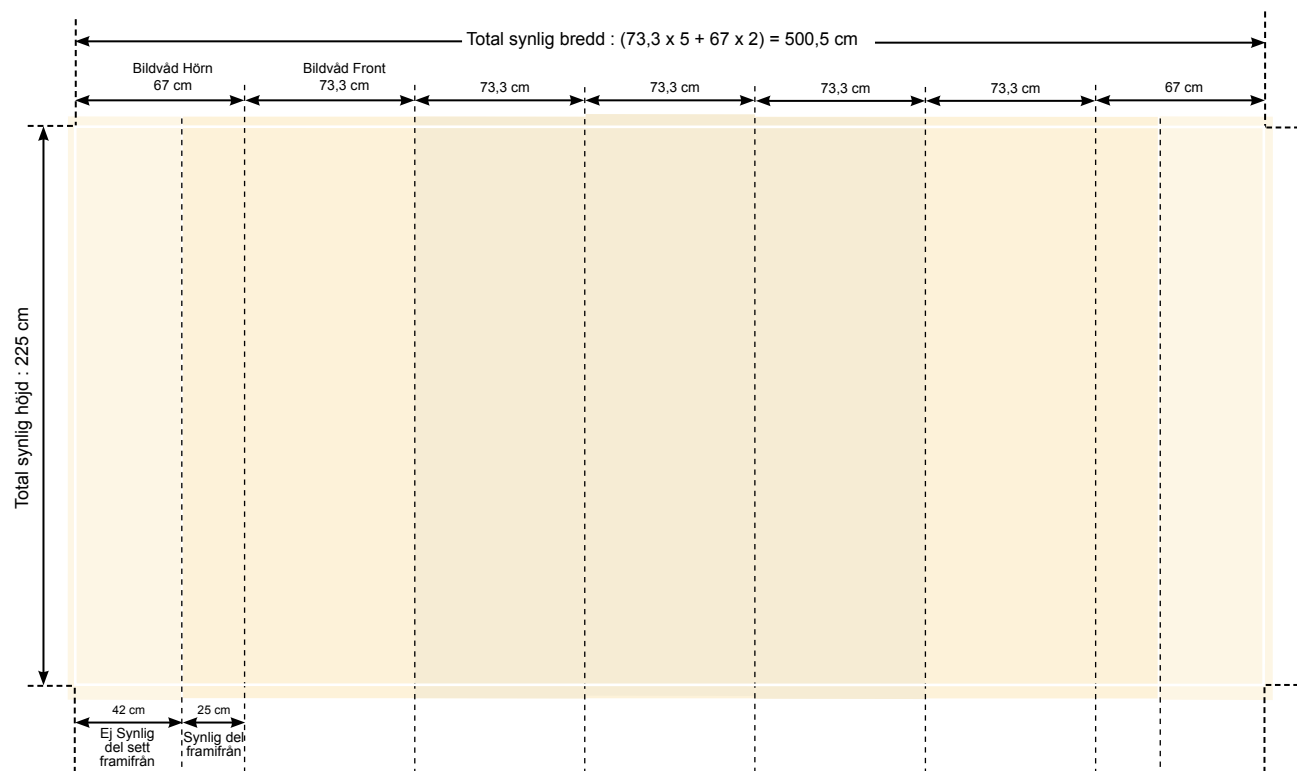 Total synlig bredd : (73,3 x 5 + 67 x 2) = 500,5 cm
Bildvåd Hörn
67 cm
Bildvåd Front
73,3 cm
73,3 cm
73,3 cm
73,3 cm
73,3 cm
67 cm
Total synlig höjd : 225 cm
42 cm
Ej Synlig
del sett
framifrån
25 cm
Synlig del
framifrån